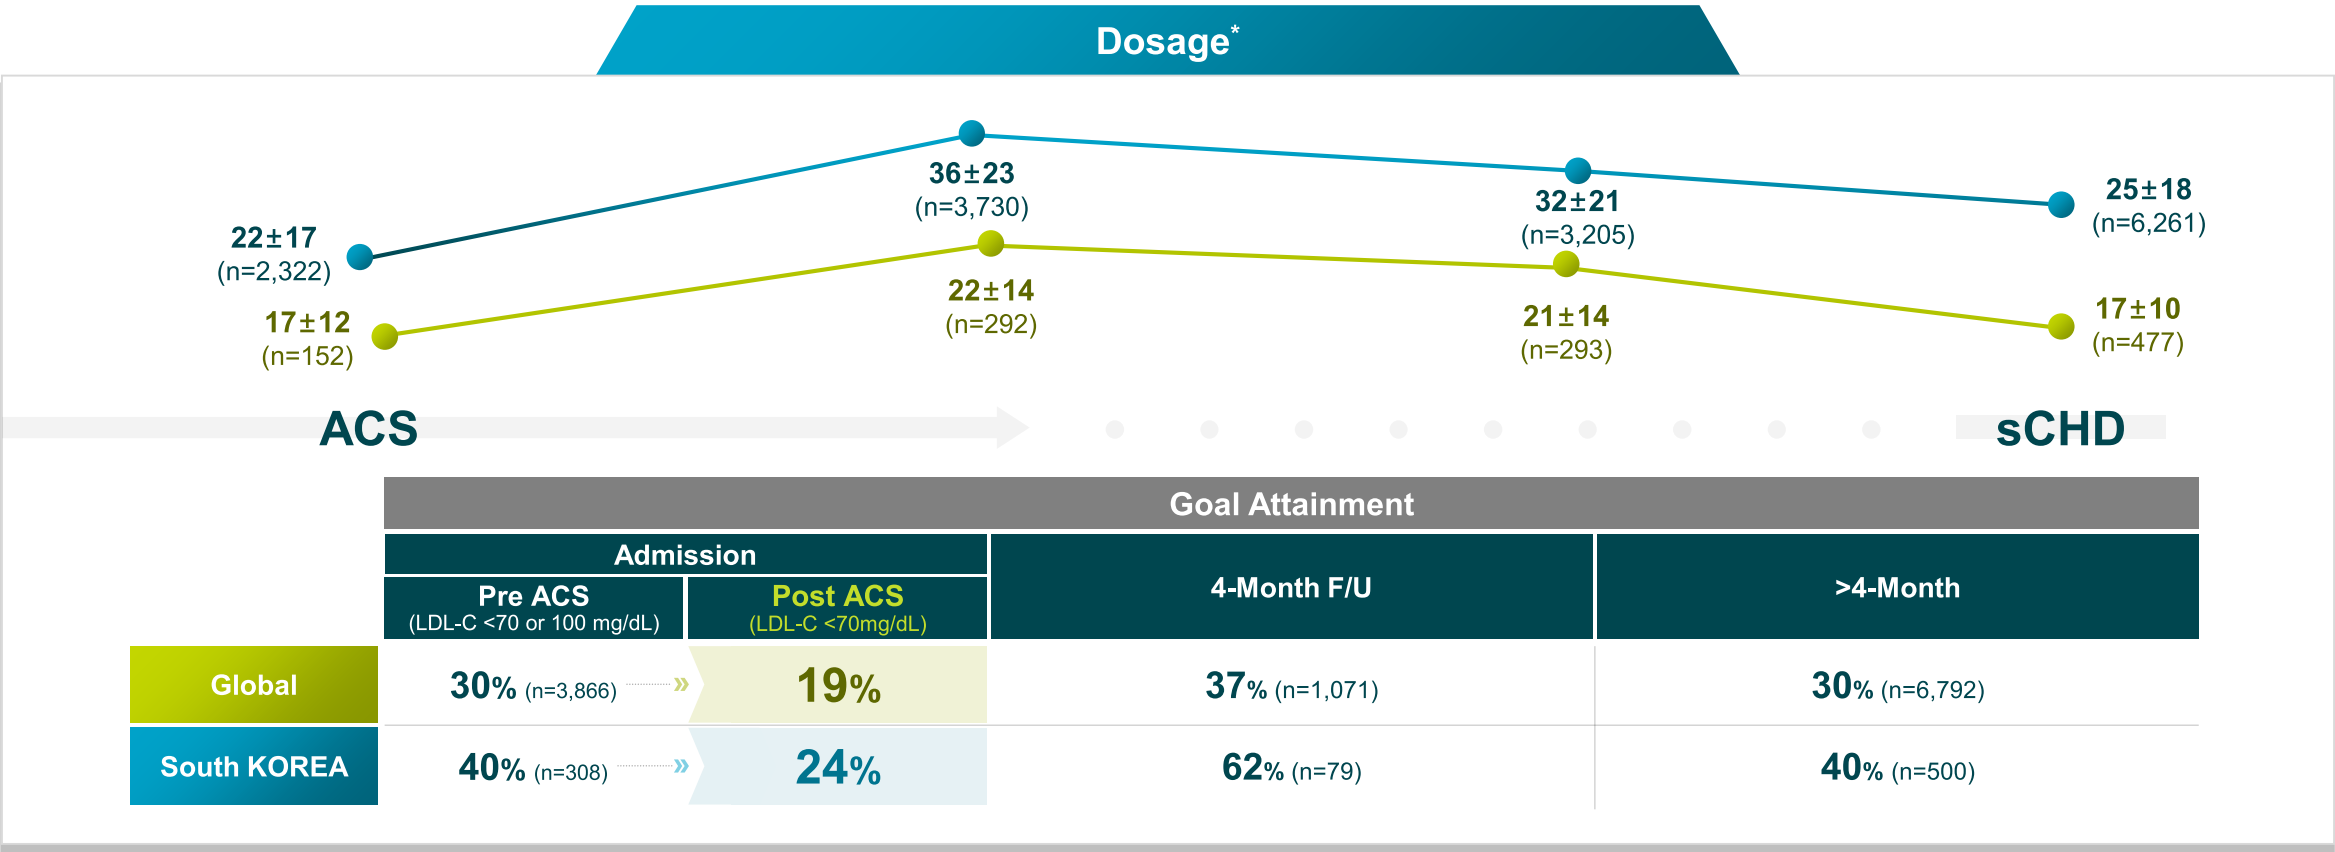 Dosage*
36±23
(n=3,730)
32±21
(n=3,205)
25±18
(n=6,261)
22±17
(n=2,322)
22±14
(n=292)
21±14
(n=293)
17±10
(n=477)
17±12
(n=152)
ACS
sCHD
Goal Attainment
Admission
4-Month F/U
>4-Month
Pre ACS
(LDL-C <70 or 100 mg/dL)
Post ACS
(LDL-C <70mg/dL)
Global
30% (n=3,866)
»
19%
37% (n=1,071)
30% (n=6,792)
South KOREA
40% (n=308)
»
24%
62% (n=79)
40% (n=500)